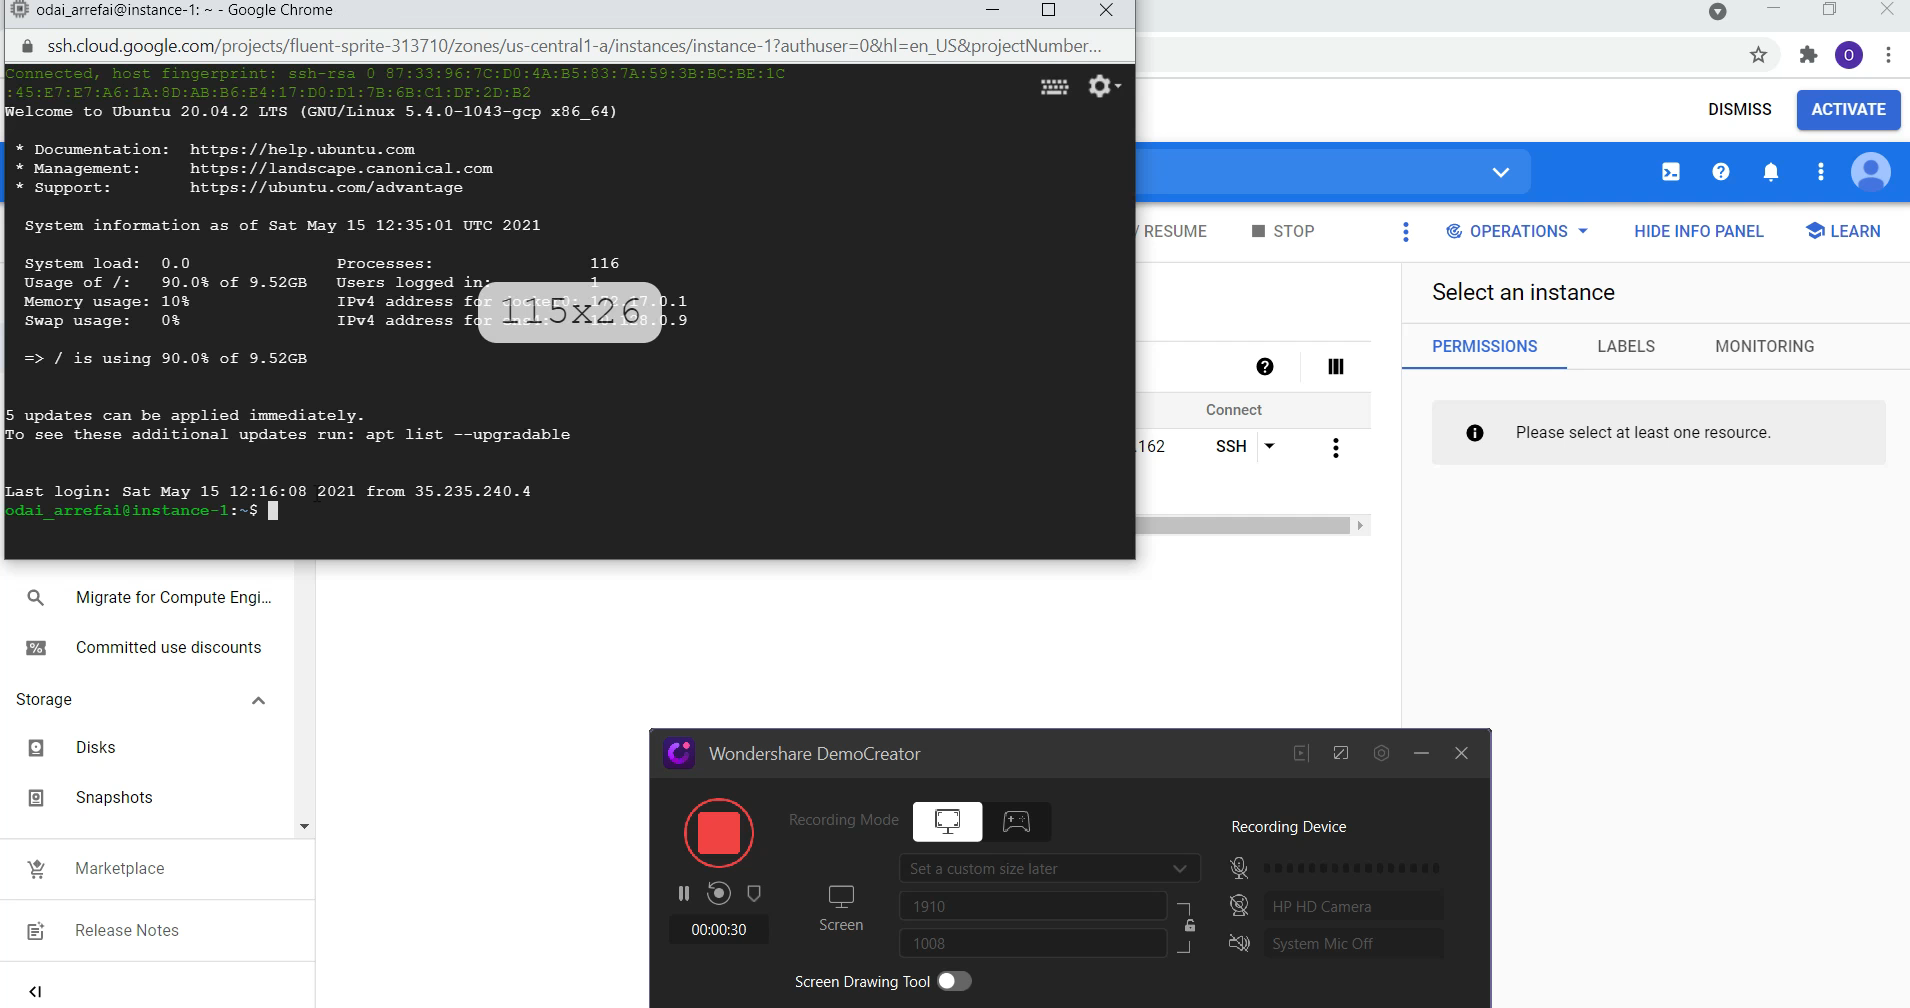 odai_arrefai@instance-1: ~ - Google Chrome
ssh.cloud.google.com/projects/fluent-sprite-313710/zones/us-central1-a/instances/instance-1?authuser=0&hl=en_US&projectNumber...
Connected, host fingerprint: ssh-rsa 0 87:33:96:7C:D0:4A:B5:83:7A:59:3B:BC:BE:1C
:45:E7:E7:A6:1A:8D:AB:B6:E4:17:D0:D1:7B:6B:C1:DF:2D:B2
Welcome to Ubuntu 20.04.2 LTS (GNU/Linux 5.4.0-1043-gcp x86_64)
* Documentation: https://help.ubuntu.com
* Management: https://landscape.canonical.com
* Support: https://ubuntu.com/advantage
System information as of Sat May 15 12:35:01 UTC 2021
System load: 0.0 Processes: 116
Usage of /: 90.0% of 9.52GB Users logged in: 1
Memory usage: 10% IPv4 address for docker0: 172.17.0.1
Swap usage: 0% IPv4 address for .0.9
115x26
=> / is using 90.0% of 9.52GB
5 updates can be applied immediately.
To see these additional updates run: apt list --upgradable
Last login: Sat May 15 12:16:08 2021 from 35.235.240.4
odai_arrefai@instance-1:~$
O
DISMISS
ACTIVATE
/ RESUME
STOP
OPERATIONS
HIDE INFO PANEL
LEARN
Select an instance
PERMISSIONS
LABELS
MONITORING
Please select at least one resource.
Connect
.162
SSH
Migrate for Compute Engi...
Committed use discounts
Storage
Disks
Snapshots
Marketplace
Release Notes
Wondershare DemoCreator
Recording Mode
Recording Device
Set a custom size later
Screen
1910
1008
HP HD Camera
System Mic Off
00:00:30
Screen Drawing Tool